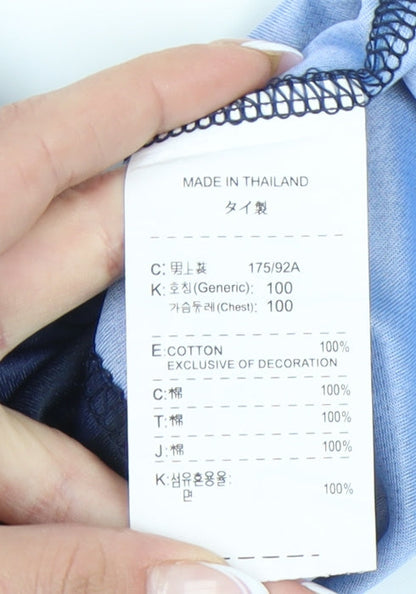 MADE IN THAILAND
タイ製
C: 男上装 175/92A
K: 호칭(Generic): 100
가슴둘레(Chest): 100
E: COTTON 100%
EXCLUSIVE OF DECORATION
C: 棉 100%
T: 棉 100%
J: 綿 100%
K: 섬유혼용율:
면 100%